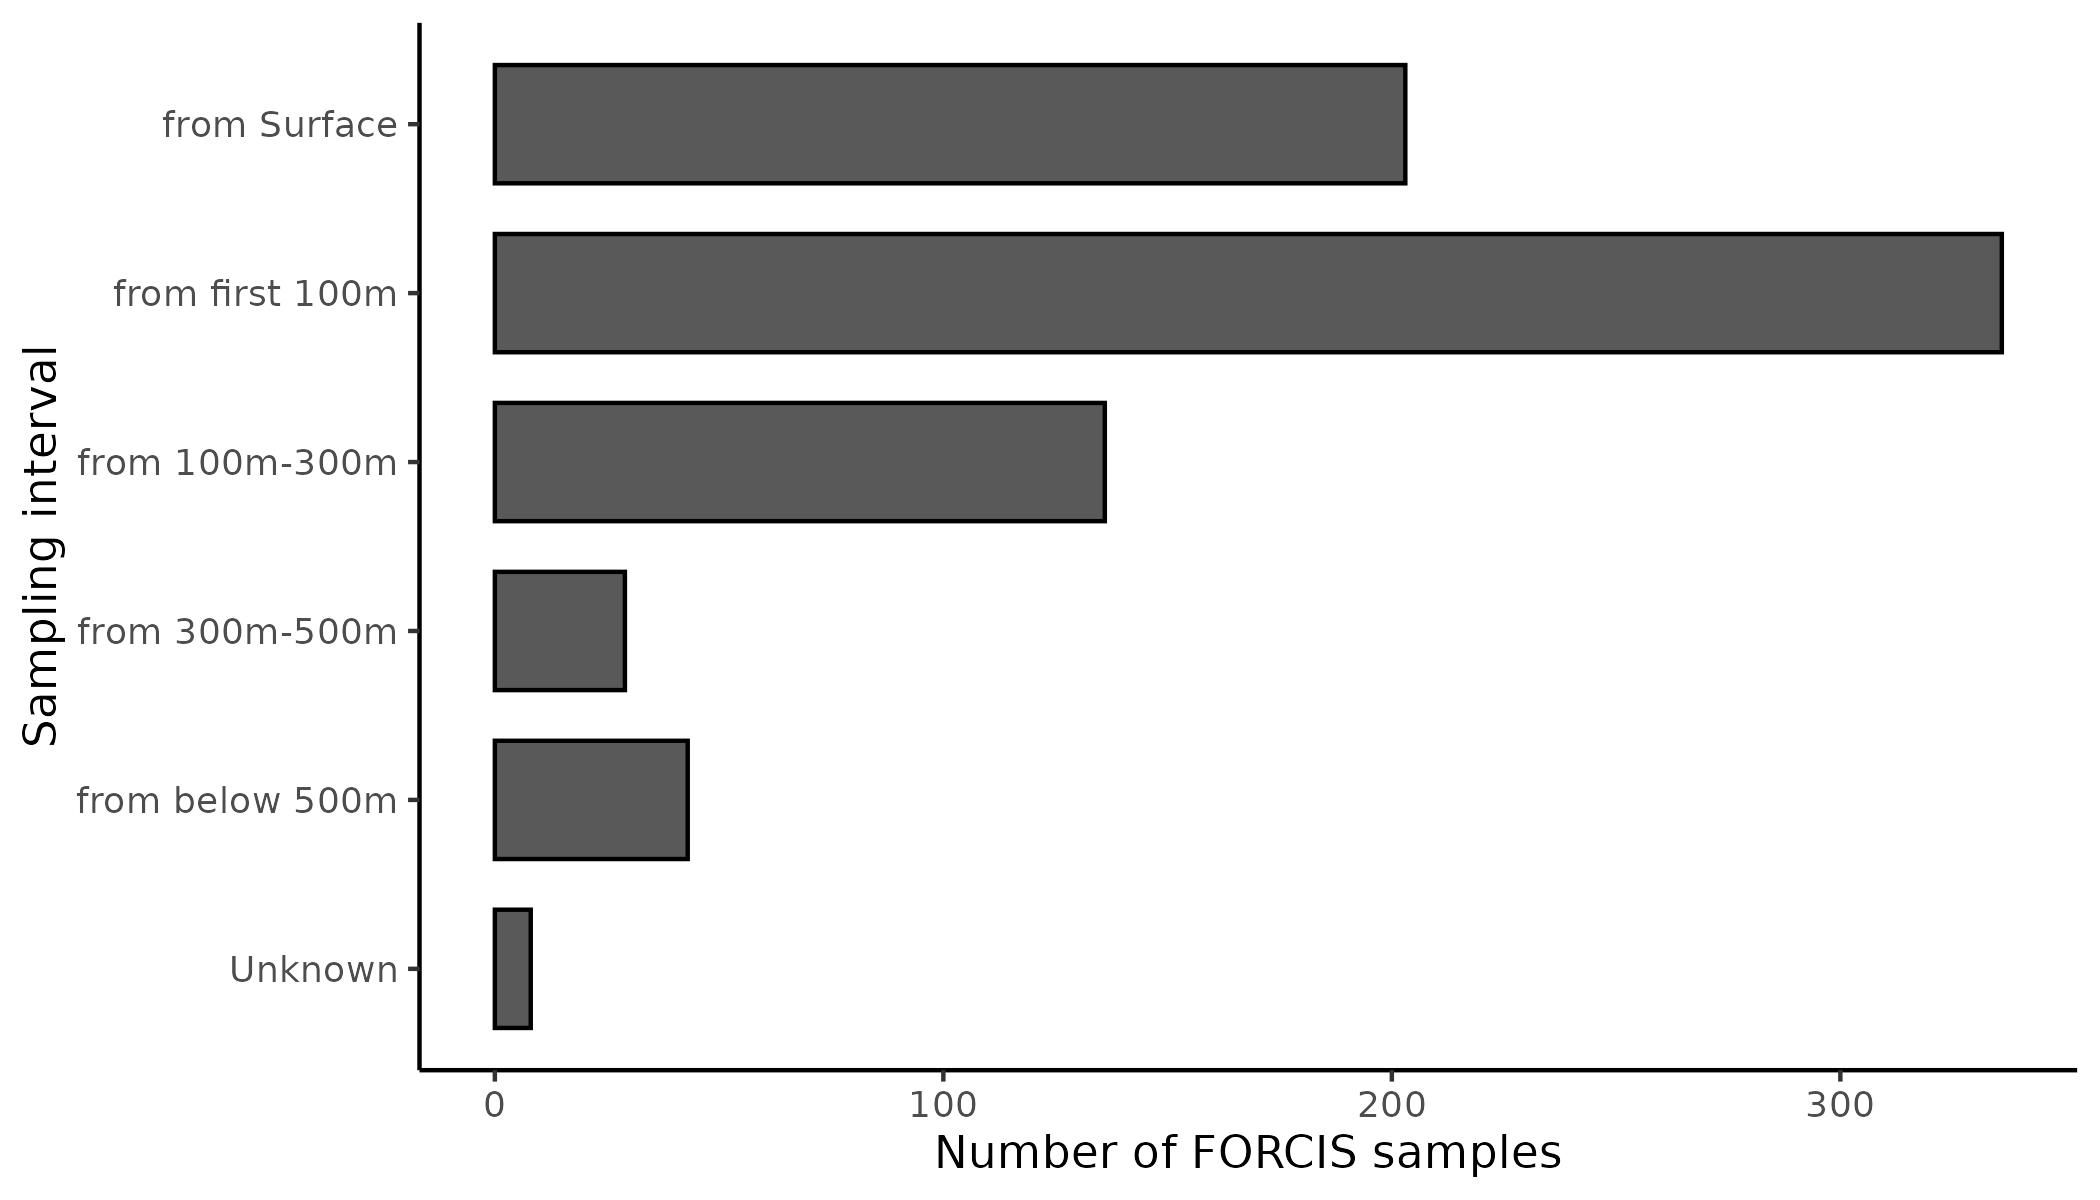 Sampling interval
from Surface
from first 100m
from 100m-300m
from 300m-500m
from below 500m
Unknown
0 100 200 300
Number of FORCIS samples